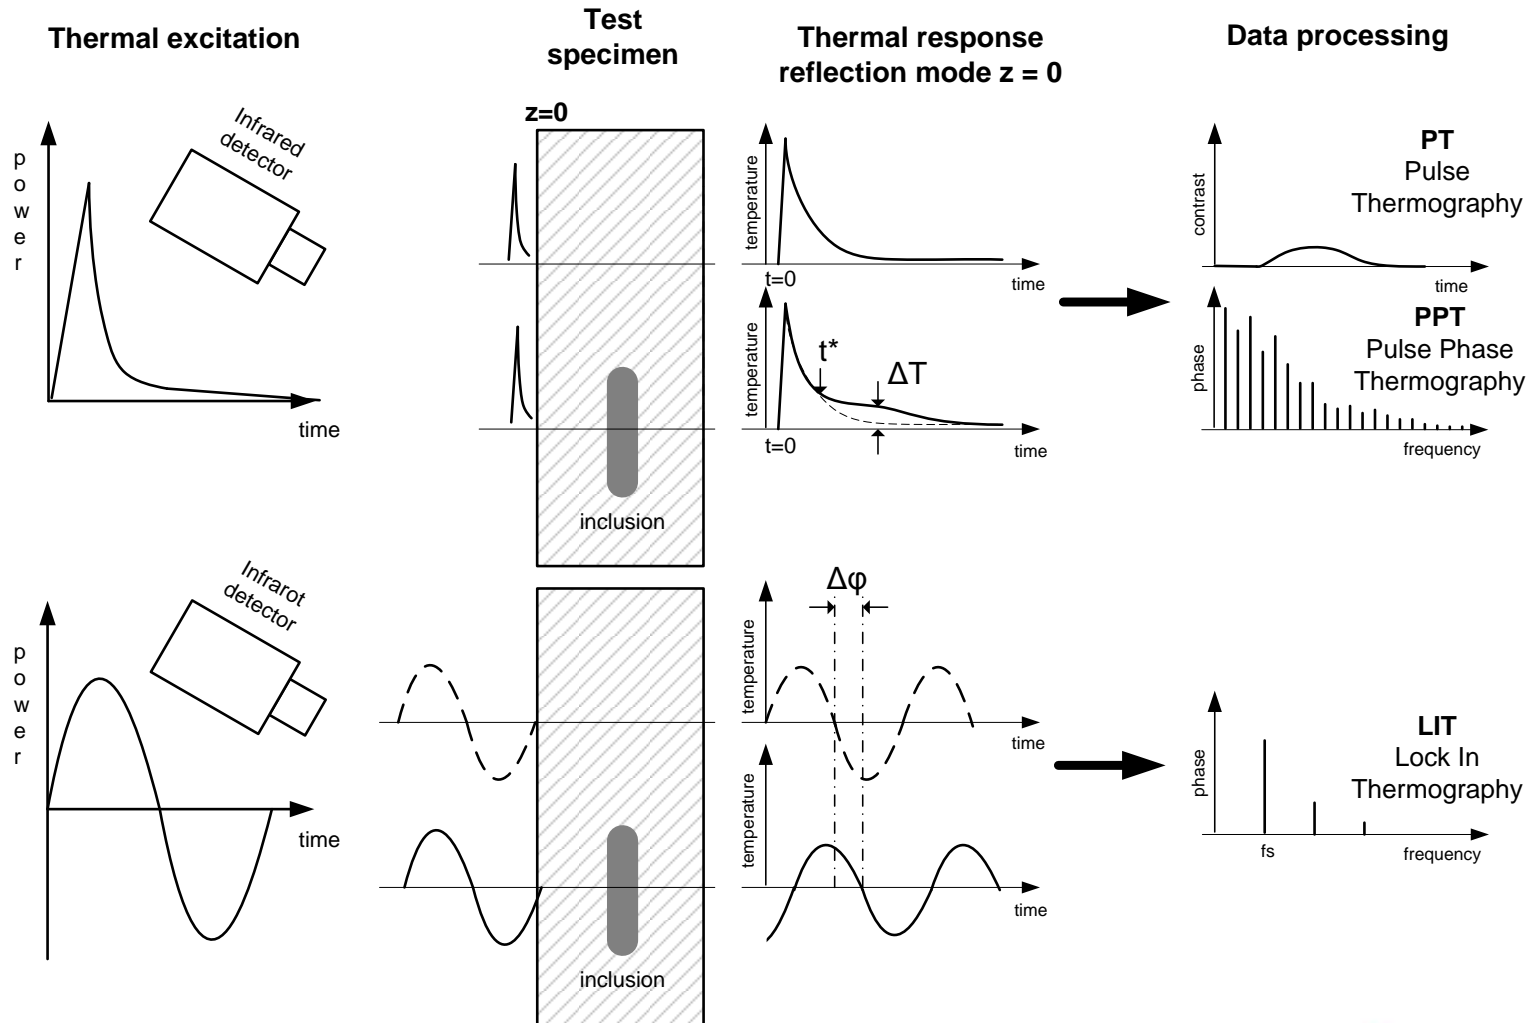 Thermal excitation
Test
specimen
Thermal response
reflection mode z = 0
Data processing
z=0
power
Infrared
detector
time
inclusion
temperature
t=0
time
temperature
t*
ΔT
t=0
time
contrast
time
PT
Pulse
Thermography
phase
frequency
PPT
Pulse Phase
Thermography
power
Infrarot
detector
time
inclusion
Δφ
temperature
time
temperature
time
phase
fs
frequency
LIT
Lock In
Thermography